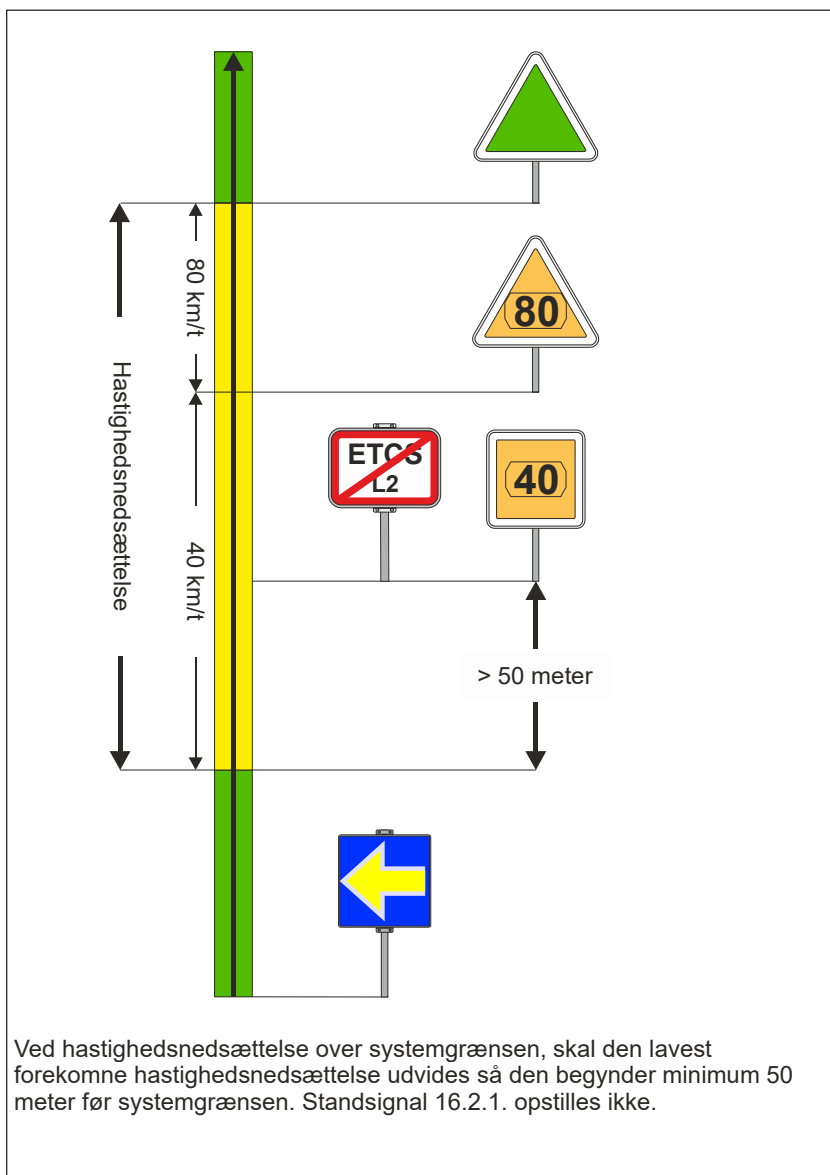 80
80 km/t
Hastighedsnedsættelse
ETCS
L2
40
40 km/t
> 50 meter
Ved hastighedsnedsættelse over systemgrænsen, skal den lavest
forekomne hastighedsnedsættelse udvides så den begynder minimum 50
meter før systemgrænsen. Standsignal 16.2.1. opstilles ikke.